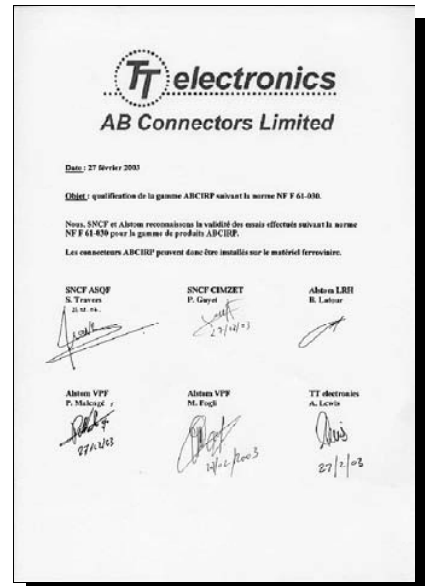 TT electronics
AB Connectors Limited
Date : 27 février 2003
Objet : qualification de la gamme ABCIRP suivant la norme NF F 61-030.
Nous, SNCF et Alstom reconnaissons la validité des essais effectués suivant la norme
NF F 61-030 pour la gamme de produits ABCIRP.
Les connecteurs ABCIRP peuvent donc être installés sur le matériel ferroviaire.
SNCF ASQF SNCF CIMZET Alstom LRH
S. Travers P. Guyot B. Latour
27/02/03
Alstom VPF Alstom VPF TT electronics
P. Malengé M. Fogli A. Lewis
27/02/03 27/02/2003 27/2/03